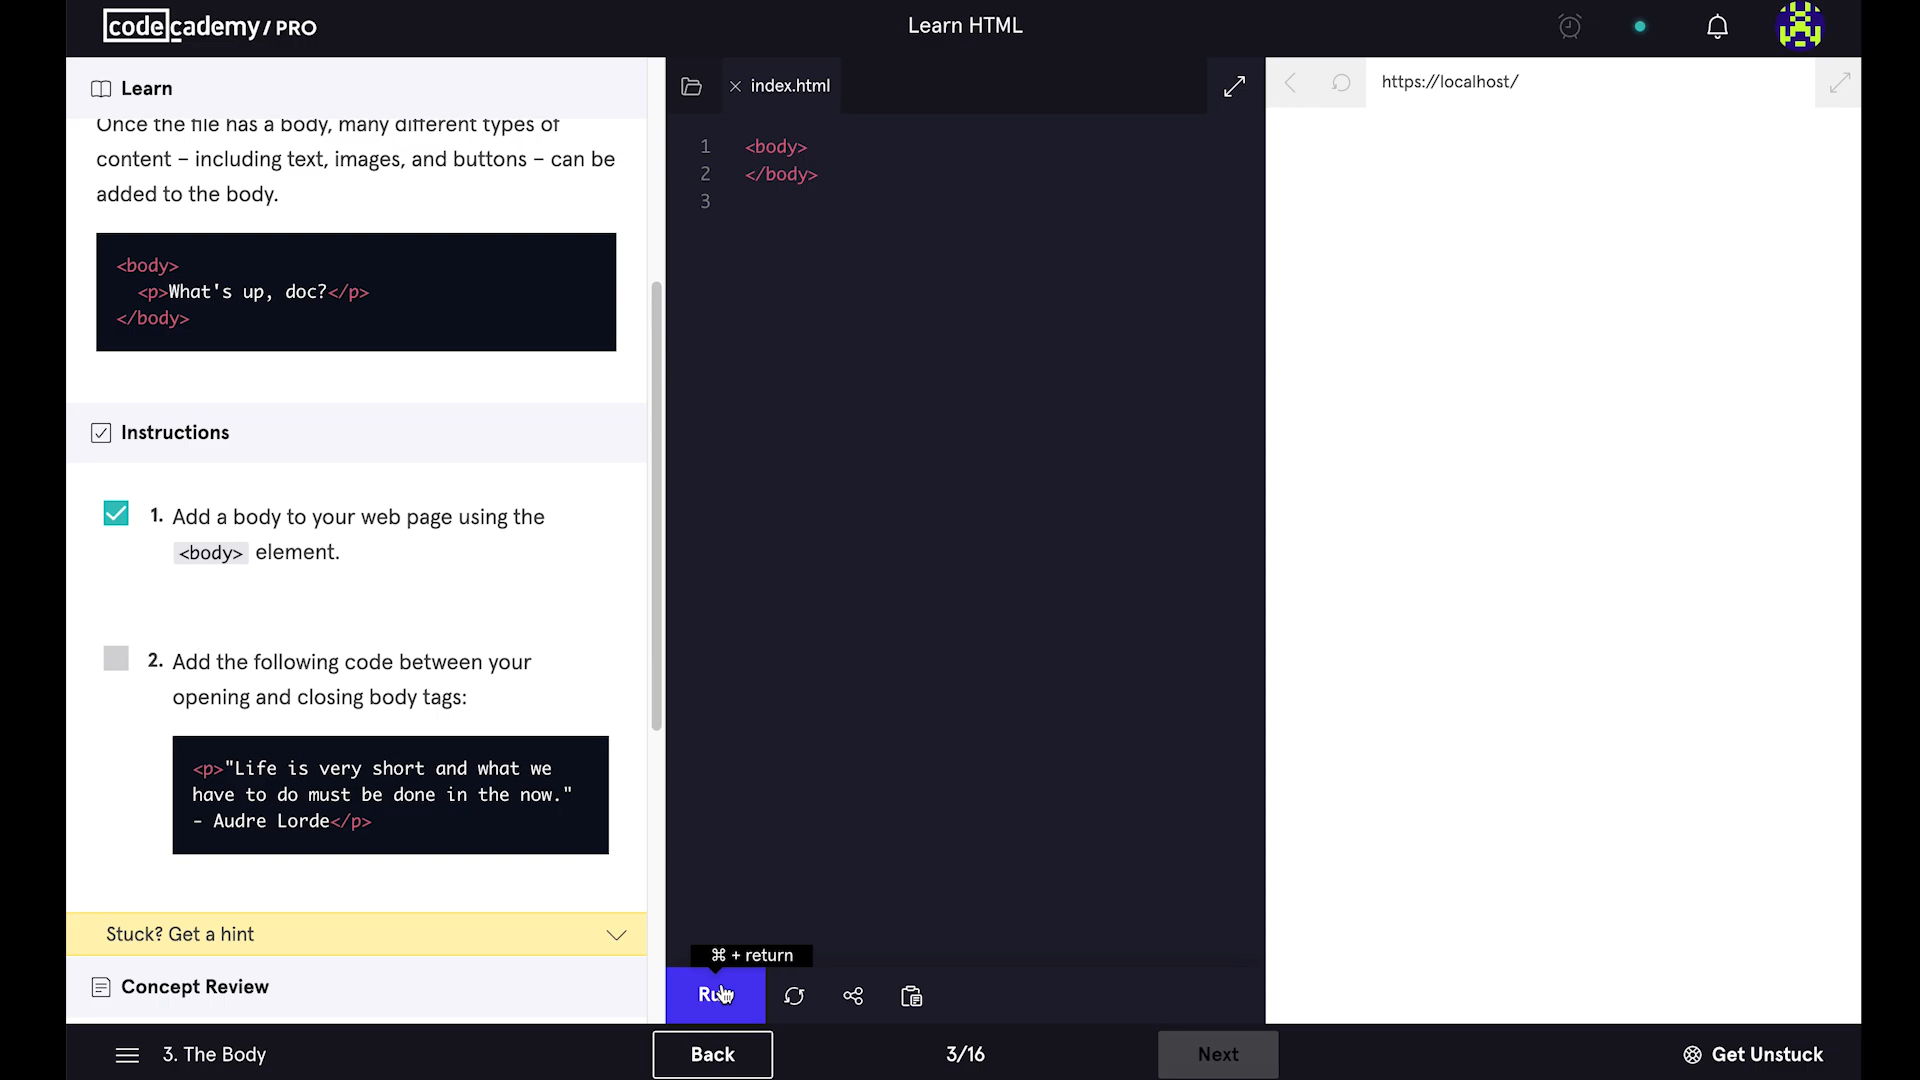 codecademy/PRO
Learn HTML
Learn
Once the file has a body, many different types of
content – including text, images, and buttons – can be
added to the body.
<body>
<p>What's up, doc?</p>
</body>
Instructions
1. Add a body to your web page using the
<body> element.
2. Add the following code between your
opening and closing body tags:
<p>"Life is very short and what we
have to do must be done in the now."
- Audre Lorde</p>
Stuck? Get a hint
Concept Review
index.html
1 <body>
2 </body>
3
⌘ + return
https://localhost/
3. The Body
Back
3/16
Next
Get Unstuck